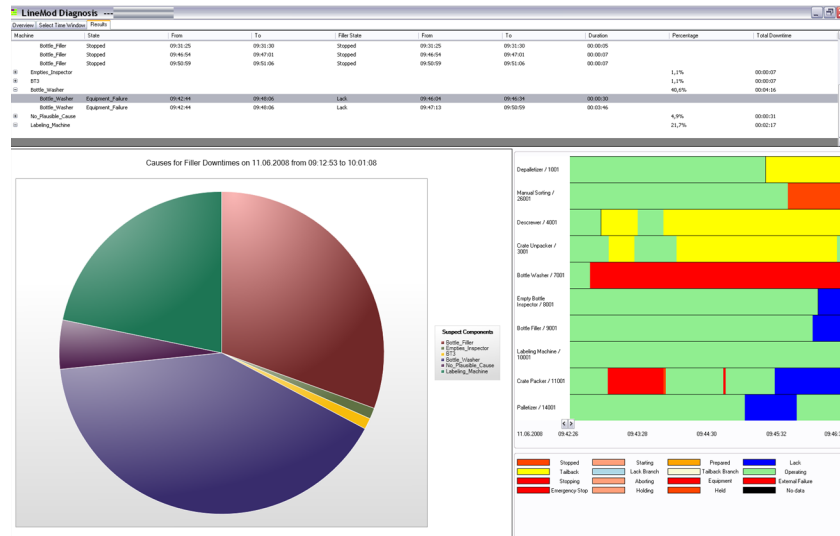 LineMod Diagnosis ---
Overview Select Time Window Results
Machine State From To Filler State From To Duration Percentage Total Downtime
Bottle_Filler Stopped 09:31:25 09:31:30 Stopped 09:31:25 09:31:30 00:00:05
Bottle_Filler Stopped 09:46:54 09:47:01 Stopped 09:46:54 09:47:01 00:00:07
Bottle_Filler Stopped 09:50:59 09:51:06 Stopped 09:50:59 09:51:06 00:00:07
Empties_Inspector 1,1% 00:00:07
BT3 1,1% 00:00:07
Bottle_Washer 40,6% 00:04:16
Bottle_Washer Equipment_Failure 09:42:44 09:48:06 Lack 09:46:04 09:46:34 00:00:30
Bottle_Washer Equipment_Failure 09:42:44 09:48:06 Lack 09:47:13 09:50:59 00:03:46
No_Plausible_Cause 4,9% 00:00:31
Labeling_Machine 21,7% 00:02:17
Causes for Filler Downtimes on 11.06.2008 from 09:12:53 to 10:01:08
Suspect Components
Bottle_Filler
Empties_Inspector
BT3
Bottle_Washer
No_Plausible_Cause
Labeling_Machine
Depalletizer / 1001
Manual Sorting /
26001
Descrewer / 4001
Crate Unpacker /
3001
Bottle Washer / 7001
Empty Bottle
Inspector / 8001
Bottle Filler / 9001
Labeling Machine /
10001
Crate Packer / 11001
Palletizer / 14001
11.06.2008 09:42:26 09:43:28 09:44:30 09:45:32 09:46:3
Stopped Starting Prepared Lack
Tailback Lack Branch Tailback Branch Operating
Stopping Aborting Equipment External Failure
Emergency Stop Holding Held No data